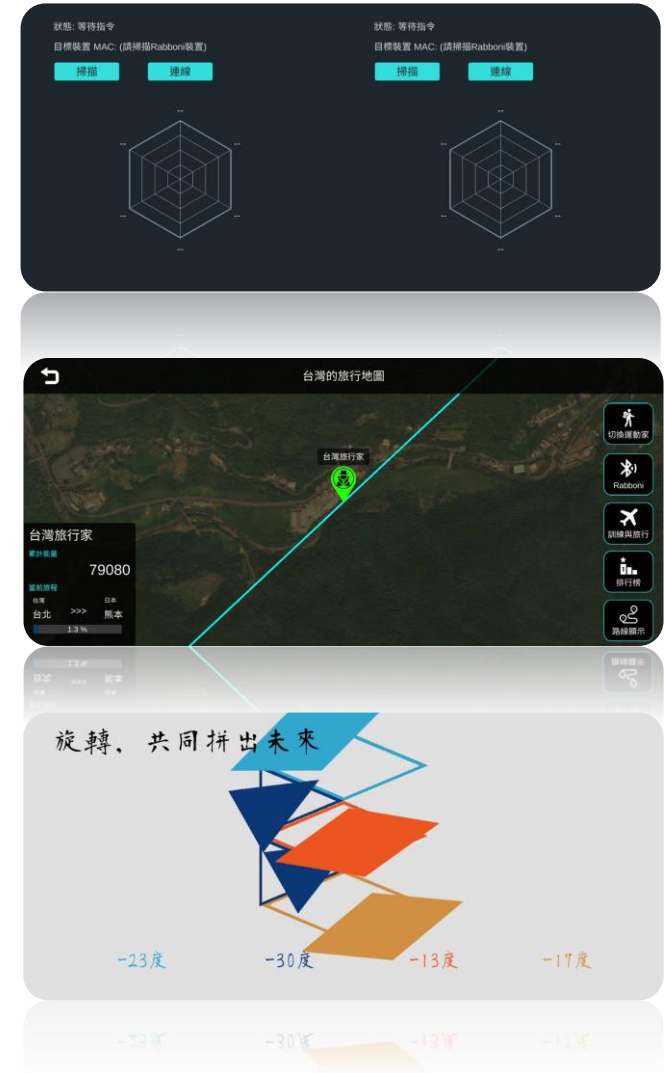 狀態: 等待指令
目標裝置 MAC: (請掃描Rabboni裝置)
掃描 連線
狀態: 等待指令
目標裝置 MAC: (請掃描Rabboni裝置)
掃描 連線
--
--
--
--
--
--
--
--
--
--
--
--
台灣的旅行地圖
台灣旅行家
切換運動家
Rabboni
訓練與旅行
排行榜
路線顯示
台灣旅行家
累計能量
79080
當前旅程
台灣 日本
台北 >>> 熊本
1.3 %
旋轉，共同拼出未來
-23度 -30度 -13度 -17度